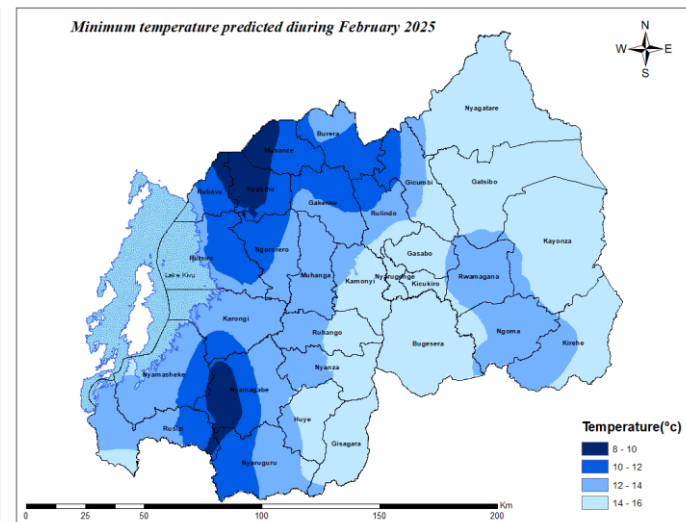 Minimum temperature predicted diuring February 2025
N
W E
S
Nyagatare
Burera
Musanze
Gicumbi
Gatsibo
Nyabihu
Rubavu
Gakenke
Rulindo
Kayonza
Gasabo
Ngororero
Rutsiro
Lake Kivu
Muhanga
Kamonyi
Nyarugenge
Kicukiro
Rwamagana
Karongi
Ruhango
Bugesera
Ngoma
Kirehe
Nyamasheke
Nyanza
Nyamagabe
Huye
Rusizi
Gisagara
Nyaruguru
Temperature(°c)
8 - 10
10 - 12
12 - 14
14 - 16
Km
0 50 100 150 200